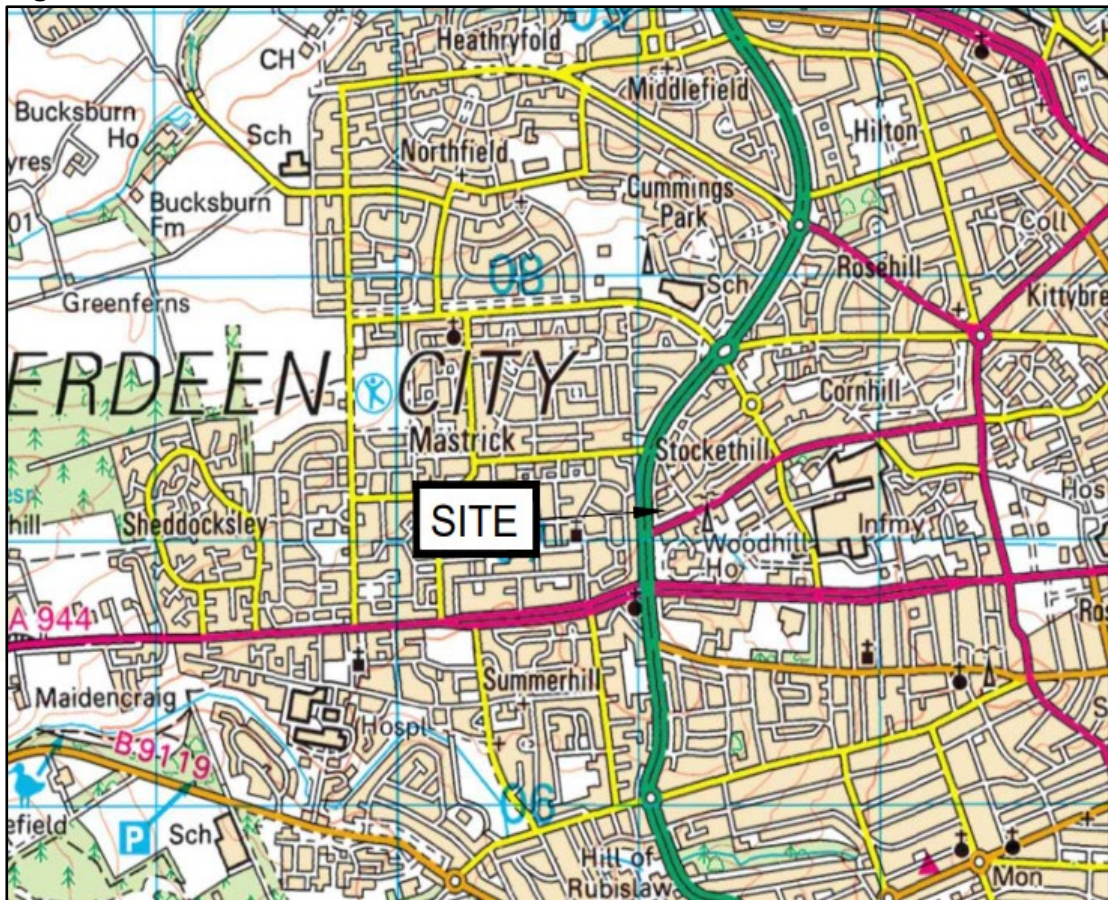 09
Heathryfold
CH
Middlefield
Bucksburn
Ho
Sch
Hilton
Northfield
yres
Cummings
Park
Bucksburn
Fm
01
Coll
Rosehill
08
Sch
Kittybre
Greenferns
ERDEEN CITY
Cornhill
Mastrick
Stockethill
hill
Sheddocksley
SITE
Infmy
Hos
Woodhill
Ho
A 944
Ros
Maidencraig
Summerhill
Hospl
B 9119
06
efield
P
Sch
Hill of
Rubislaw
Mon